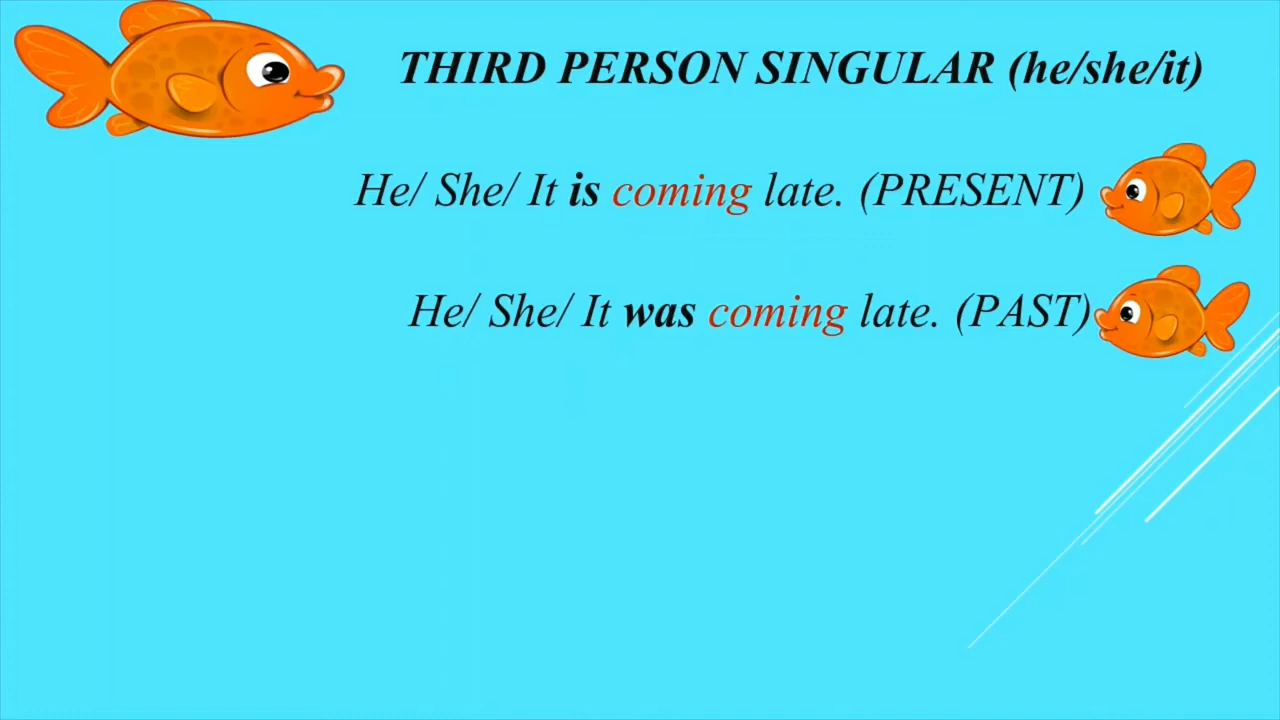 THIRD PERSON SINGULAR (he/she/it)
He/ She/ It is coming late. (PRESENT)
He/ She/ It was coming late. (PAST)